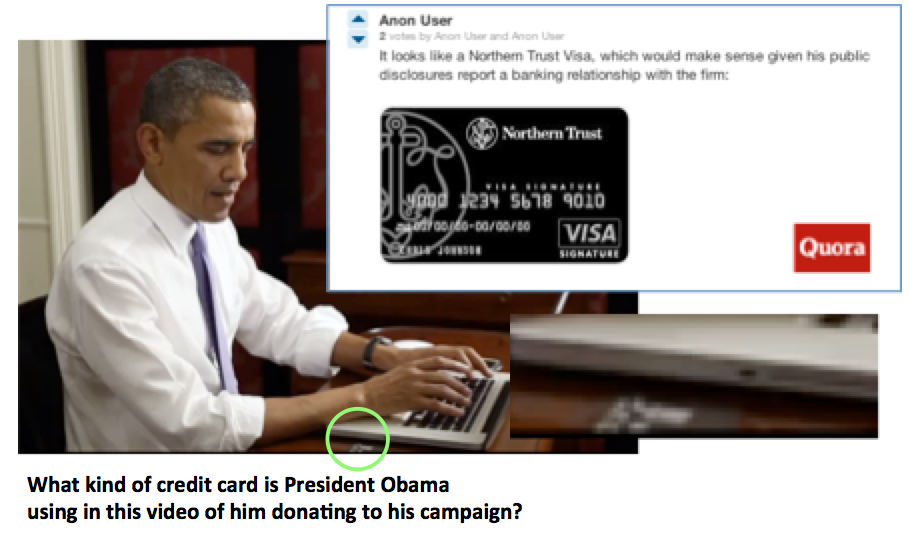 Anon User
2 votes by Anon User and Anon User
It looks like a Northern Trust Visa, which would make sense given his public
disclosures report a banking relationship with the firm:
Northern Trust
VISA SIGNATURE
4000 1234 5678 9010
00/00/00-00/00/00
VISA
JOHNSON
SIGNATURE
Quora
What kind of credit card is President Obama
using in this video of him donating to his campaign?